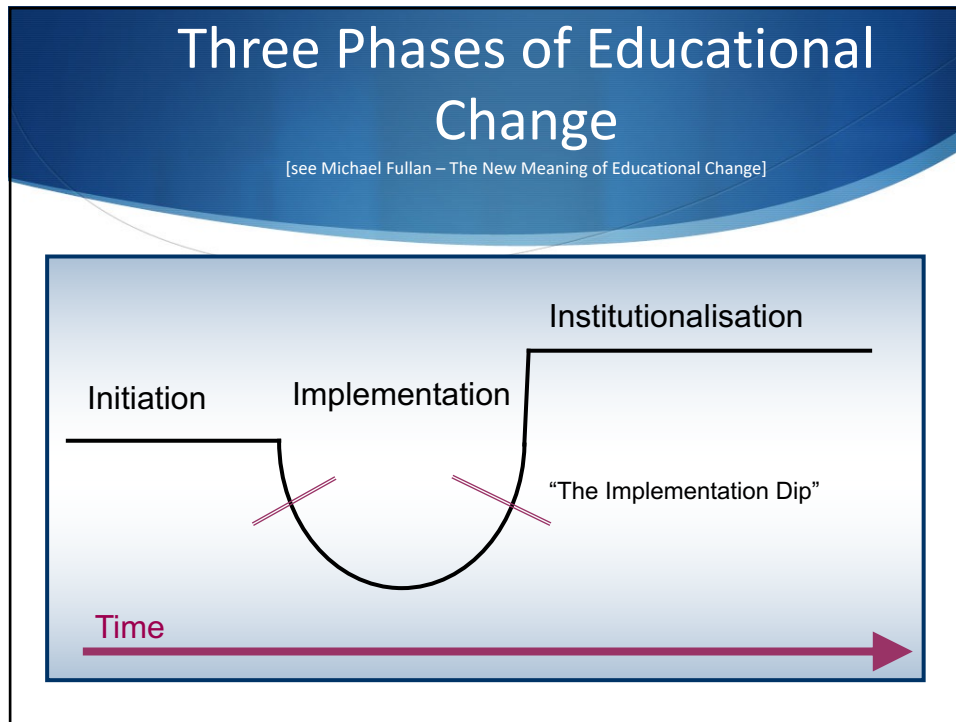 Three Phases of Educational
Change
[see Michael Fullan – The New Meaning of Educational Change]
Institutionalisation
Initiation
Implementation
“The Implementation Dip”
Time